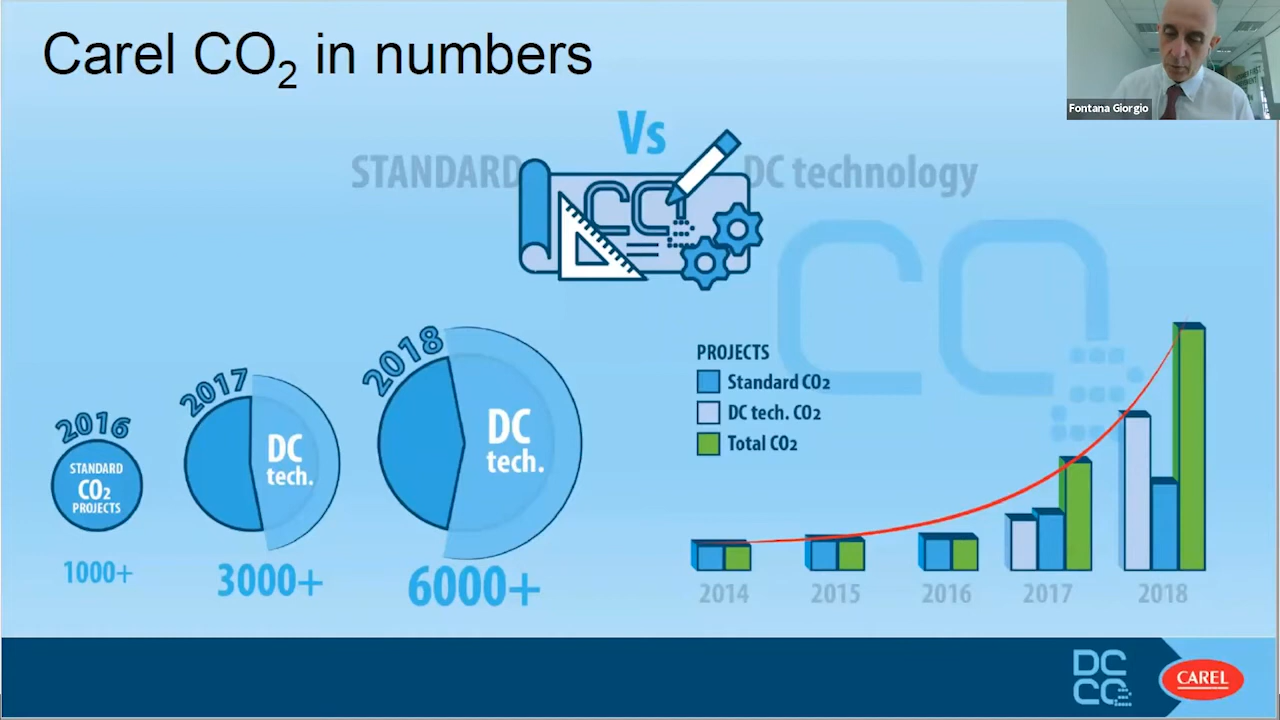 Carel CO₂ in numbers
Fontana Giorgio
Vs
STANDARD
DC technology
CO₂
CO₂
2016
STANDARD
CO₂
PROJECTS
1000+
2017
DC
tech.
3000+
2018
DC
tech.
6000+
PROJECTS
Standard CO₂
DC tech. CO₂
Total CO₂
2014
2015
2016
2017
2018
DC
CO₂
CAREL